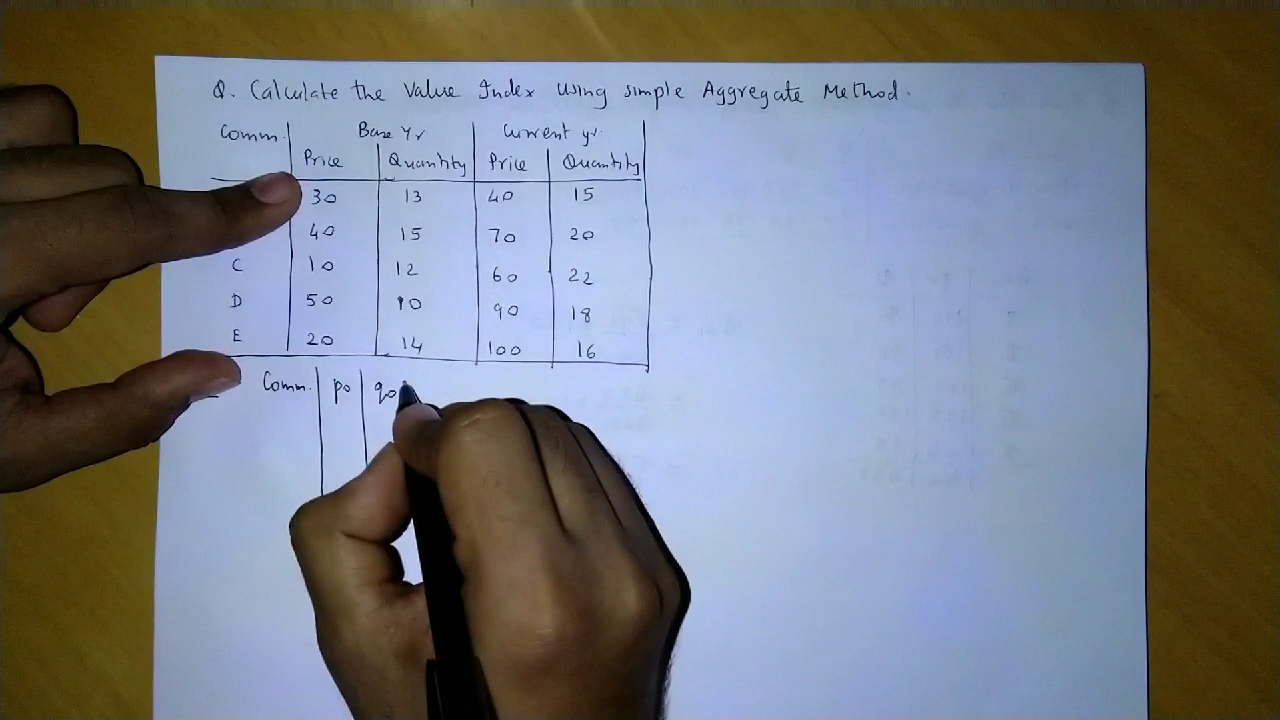 Q. Calculate the Value Index using simple Aggregate Method.
Comm. Base Yr Current yr.
Price Quantity Price Quantity
30 13 40 15
40 15 70 20
C 10 12 60 22
D 50 10 90 18
E 20 14 100 16
Comm. po qo